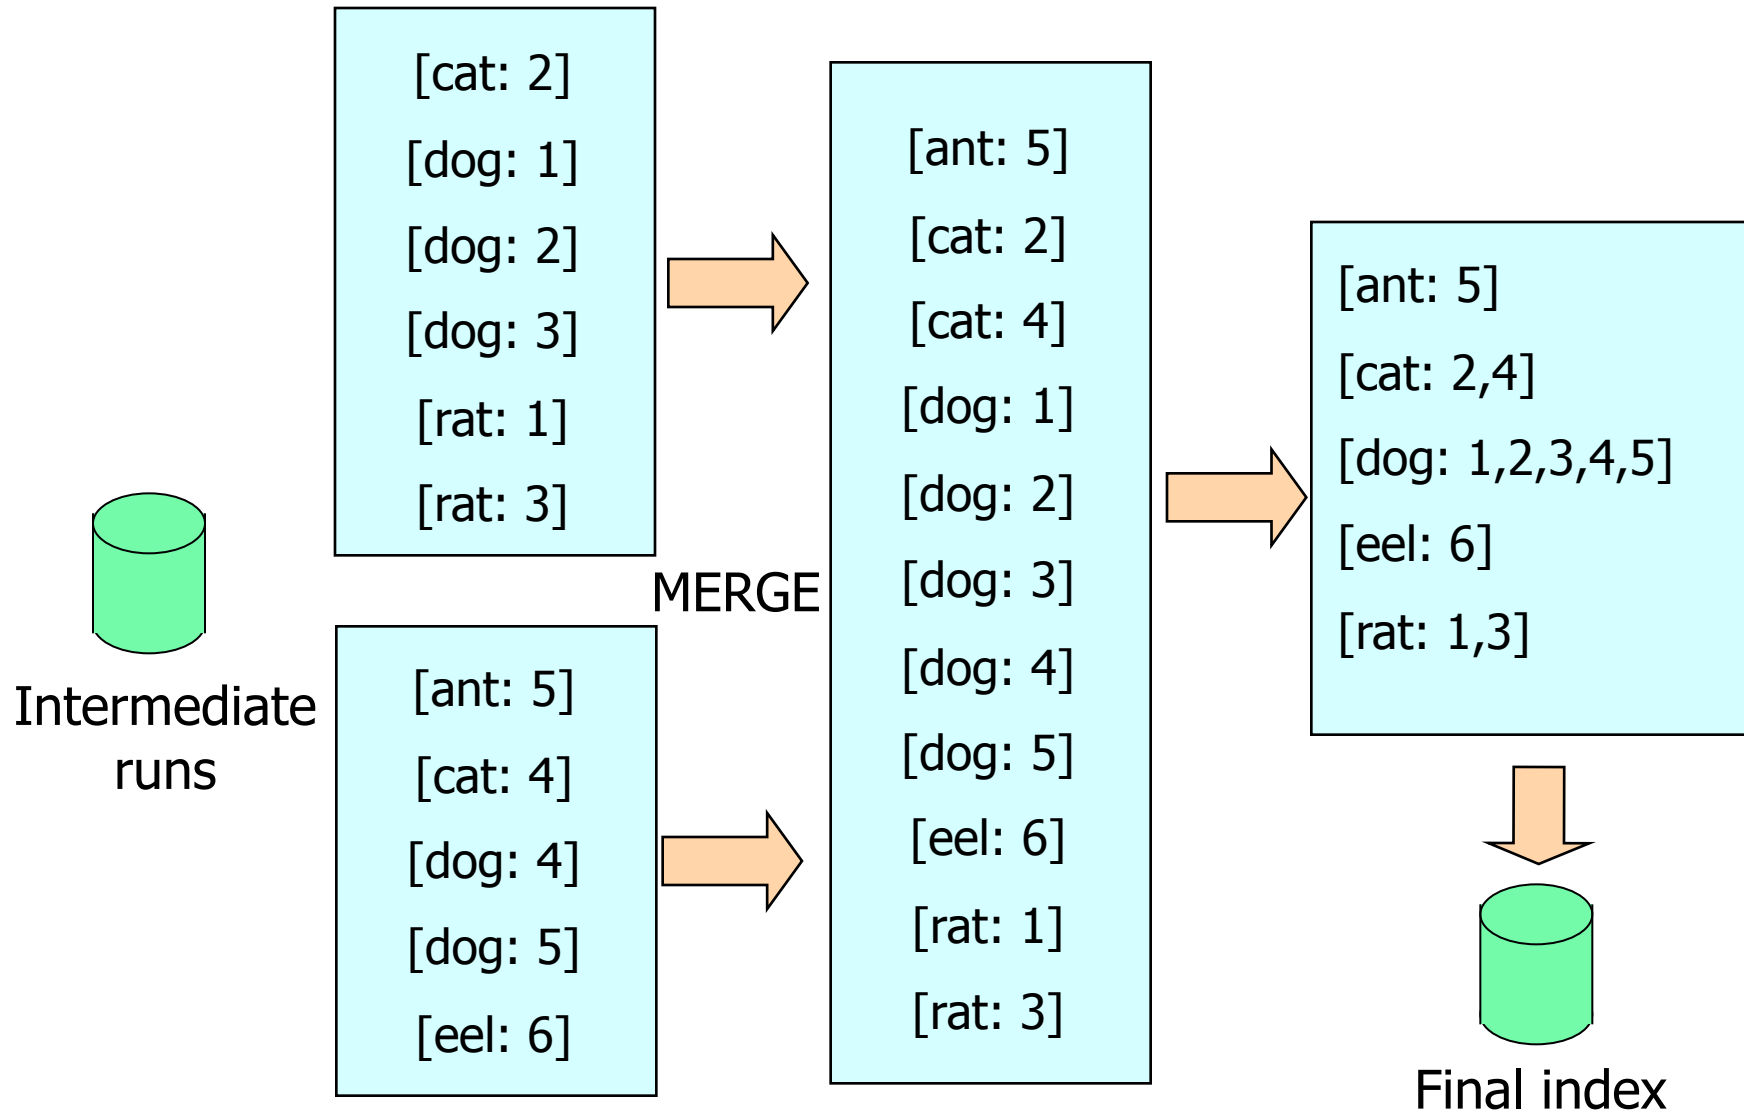 [cat: 2]
[dog: 1]
[dog: 2]
[dog: 3]
[rat: 1]
[rat: 3]
Intermediate
runs
MERGE
[ant: 5]
[cat: 4]
[dog: 4]
[dog: 5]
[eel: 6]
[ant: 5]
[cat: 2]
[cat: 4]
[dog: 1]
[dog: 2]
[dog: 3]
[dog: 4]
[dog: 5]
[eel: 6]
[rat: 1]
[rat: 3]
[ant: 5]
[cat: 2,4]
[dog: 1,2,3,4,5]
[eel: 6]
[rat: 1,3]
Final index